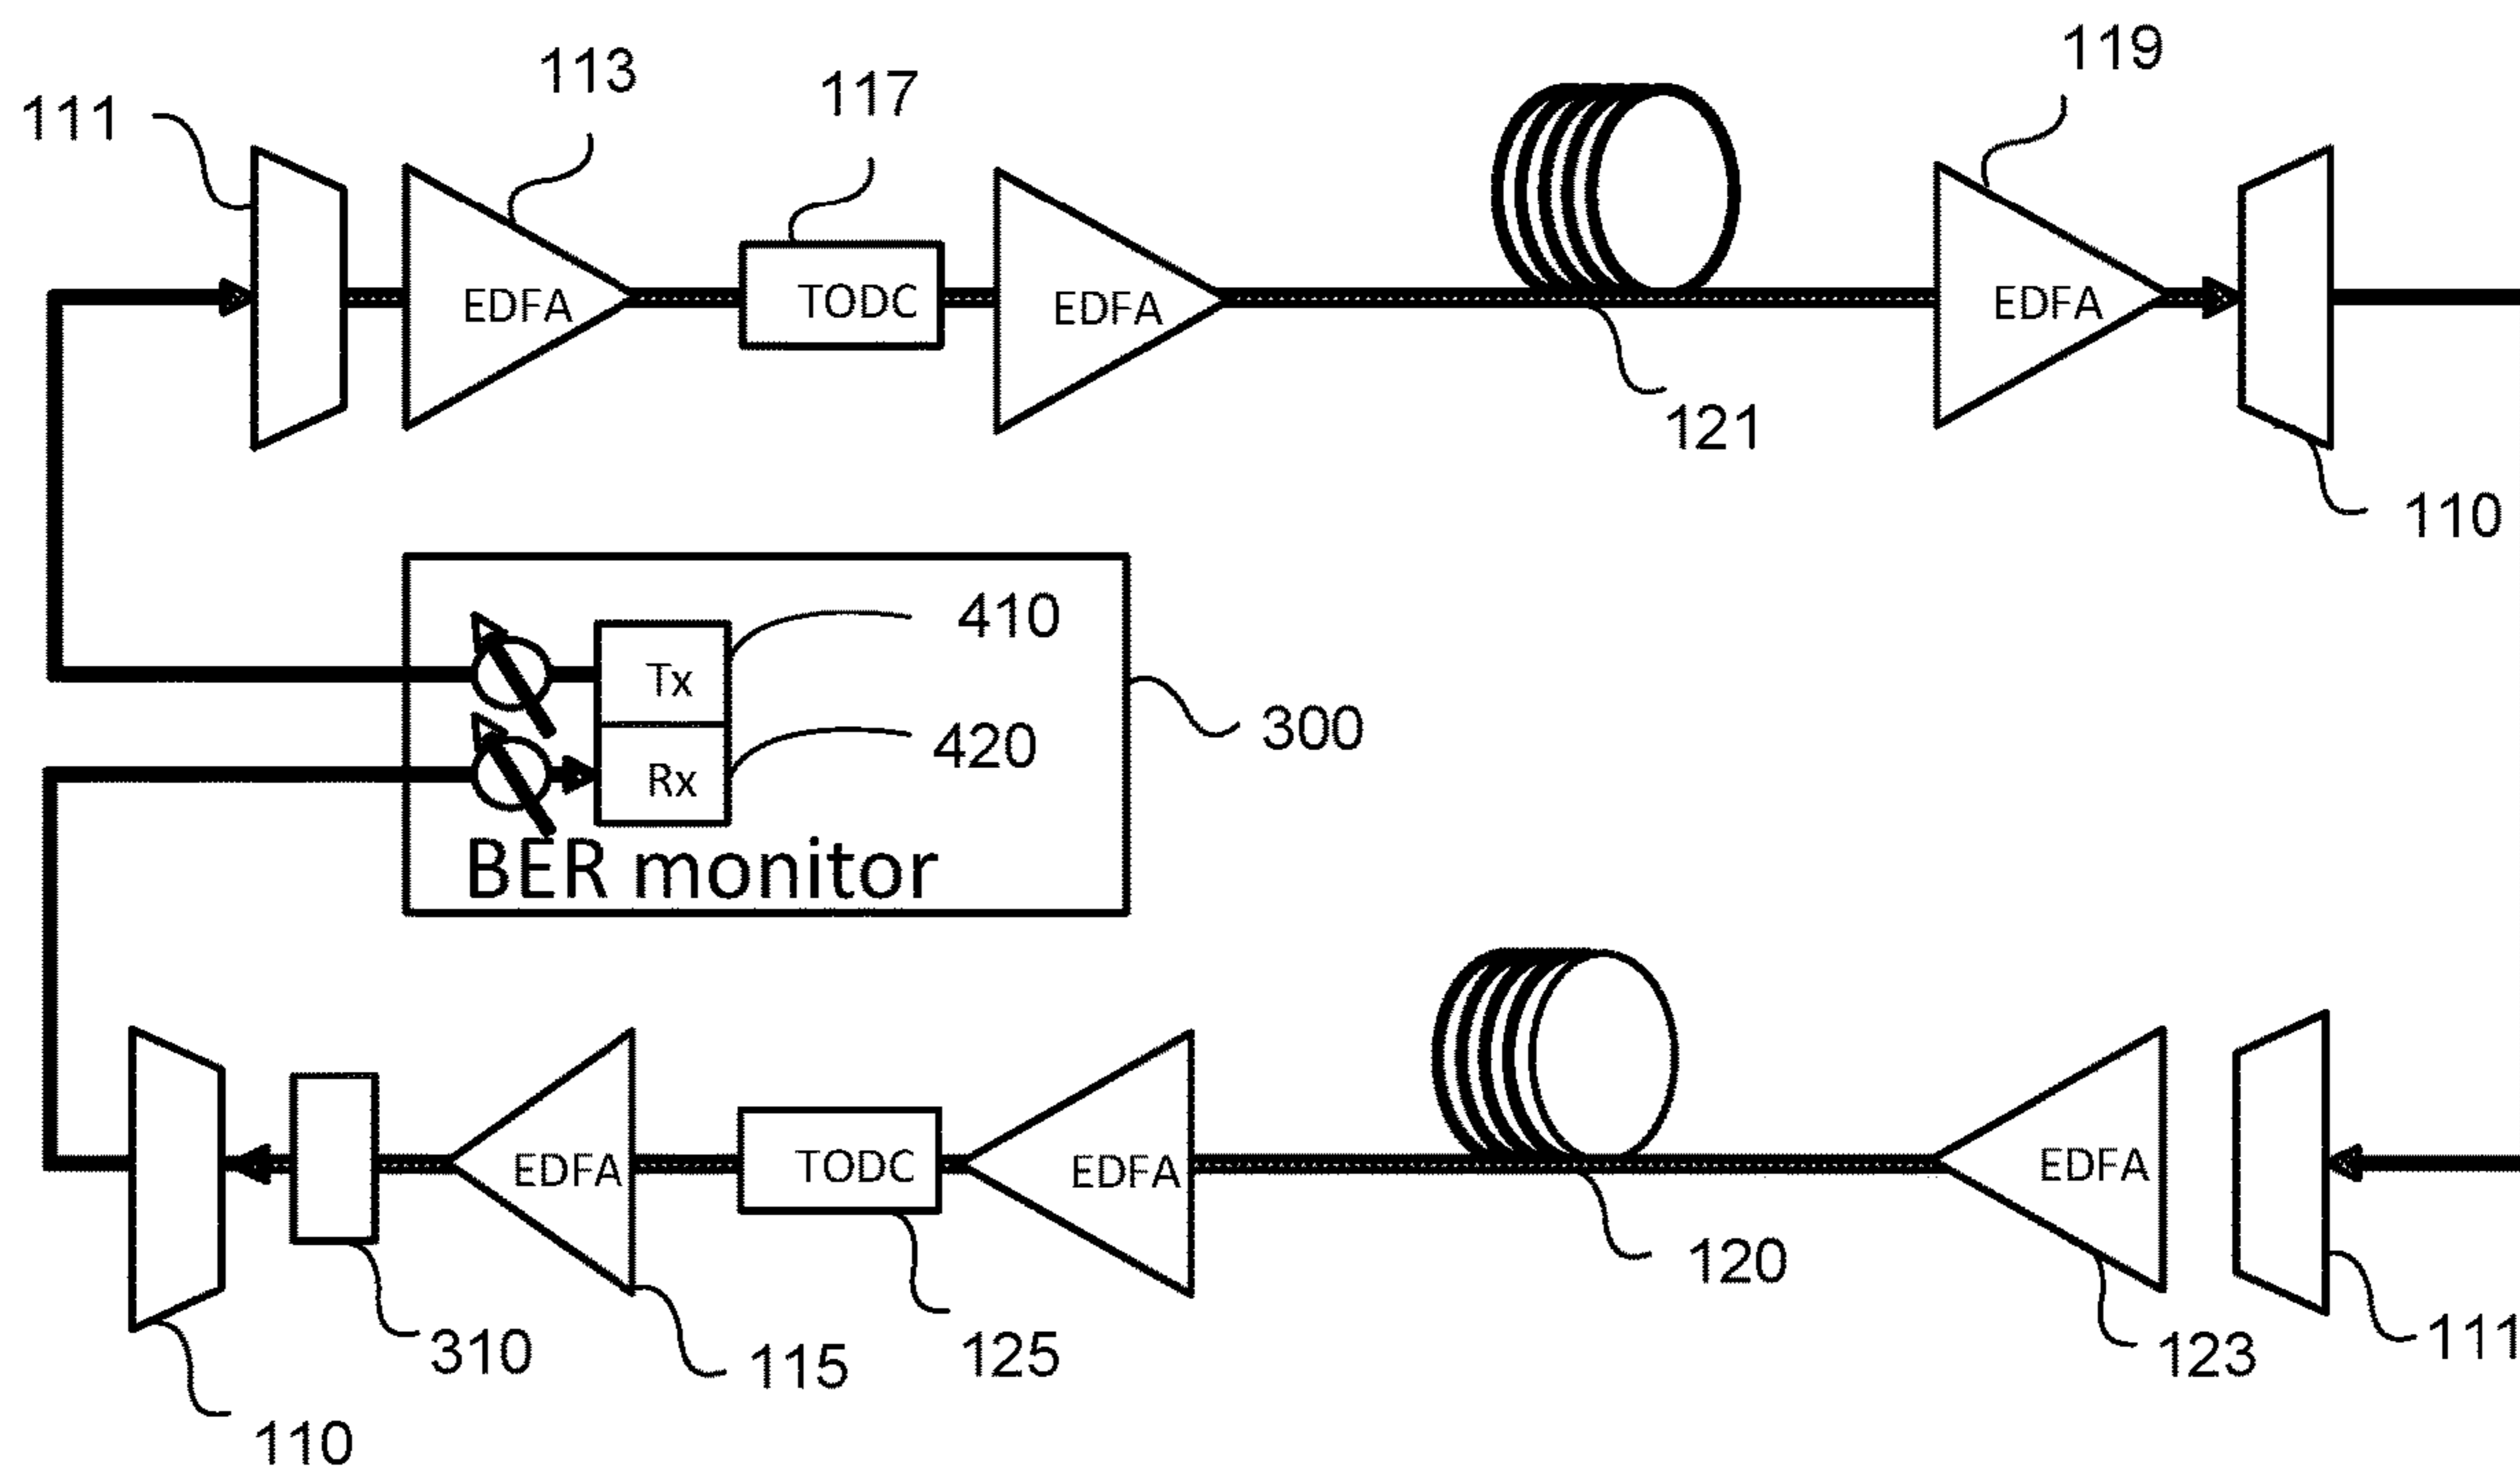 119
113
117
111
EDFA
TODC
EDFA
EDFA
121
110
410
Tx
300
420
Rx
BER monitor
EDFA
TODC
EDFA
EDFA
120
310
115
125
123
111
110